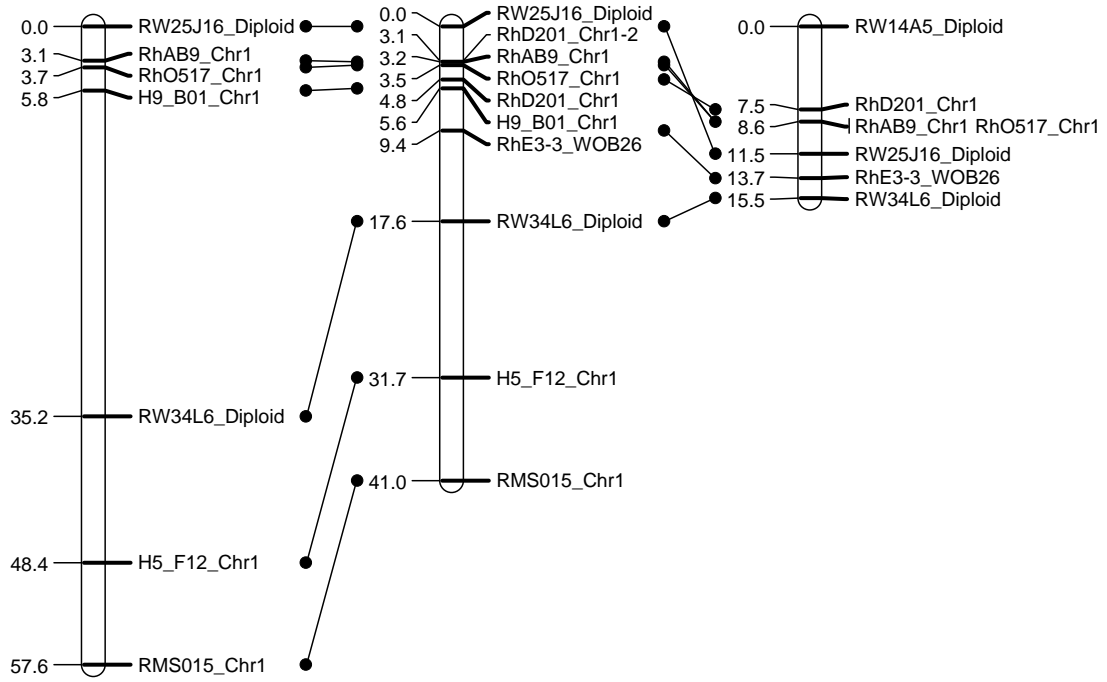 0.0 RW25J16_Diploid
3.1 RhAB9_Chr1
3.7 RhO517_Chr1
5.8 H9_B01_Chr1
35.2 RW34L6_Diploid
48.4 H5_F12_Chr1
57.6 RMS015_Chr1
0.0 RW25J16_Diploid
3.1 RhD201_Chr1-2
3.2 RhAB9_Chr1
3.5 RhO517_Chr1
4.8 RhD201_Chr1
5.6 H9_B01_Chr1
9.4 RhE3-3_WOB26
17.6 RW34L6_Diploid
31.7 H5_F12_Chr1
41.0 RMS015_Chr1
0.0 RW14A5_Diploid
7.5 RhD201_Chr1
8.6 RhAB9_Chr1 RhO517_Chr1
11.5 RW25J16_Diploid
13.7 RhE3-3_WOB26
15.5 RW34L6_Diploid